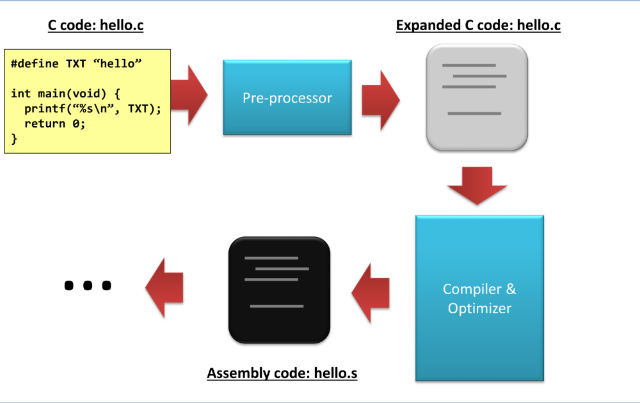 C code: hello.c
Expanded C code: hello.c
#define TXT “hello”
int main(void) {
printf(“%s\n”, TXT);
return 0;
}
Pre-processor
Compiler &
Optimizer
...
Assembly code: hello.s